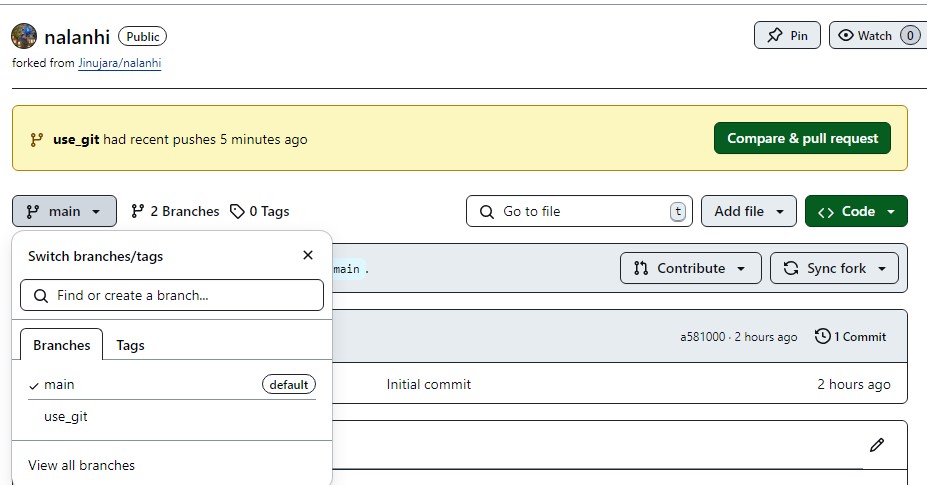 nalanhi Public
Pin
Watch 0
forked from Jinujara/nalanhi
use_git had recent pushes 5 minutes ago
Compare & pull request
main
2 Branches
0 Tags
Go to file t
Add file
Code
Switch branches/tags
main .
Contribute
Sync fork
Find or create a branch...
Branches
Tags
a581000 · 2 hours ago
1 Commit
main default
Initial commit
2 hours ago
use_git
View all branches